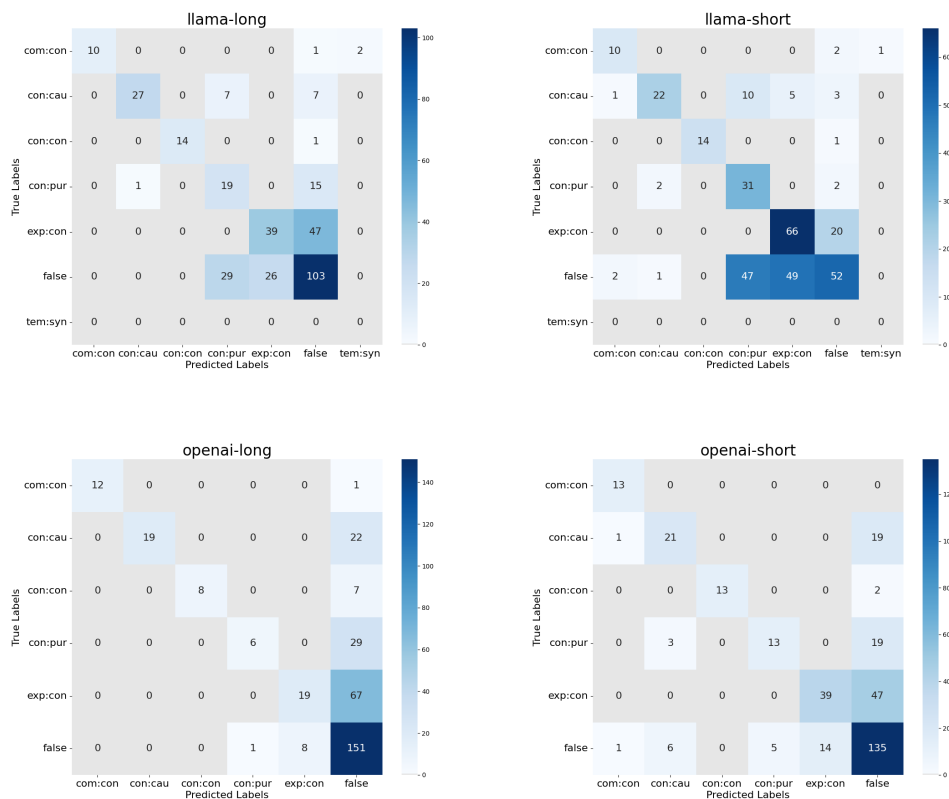 llama-long
com:con 10 0 0 0 0 1 2
con:cau 0 27 0 7 0 7 0
con:con 0 0 14 0 0 1 0
con:pur 0 1 0 19 0 15 0
exp:con 0 0 0 0 39 47 0
false 0 0 0 29 26 103 0
tem:syn 0 0 0 0 0 0 0
com:con con:cau con:con con:pur exp:con false tem:syn
Predicted Labels
True Labels
100
80
60
40
20
0
llama-short
com:con 10 0 0 0 0 2 1
con:cau 1 22 0 10 5 3 0
con:con 0 0 14 0 0 1 0
con:pur 0 2 0 31 0 2 0
exp:con 0 0 0 0 66 20 0
false 2 1 0 47 49 52 0
tem:syn 0 0 0 0 0 0 0
com:con con:cau con:con con:pur exp:con false tem:syn
Predicted Labels
True Labels
60
50
40
30
20
10
0
openai-long
com:con 12 0 0 0 0 1
con:cau 0 19 0 0 0 22
con:con 0 0 8 0 0 7
con:pur 0 0 0 6 0 29
exp:con 0 0 0 0 19 67
false 0 0 0 1 8 151
com:con con:cau con:con con:pur exp:con false
Predicted Labels
True Labels
140
120
100
80
60
40
20
0
openai-short
com:con 13 0 0 0 0 0
con:cau 1 21 0 0 0 19
con:con 0 0 13 0 0 2
con:pur 0 3 0 13 0 19
exp:con 0 0 0 0 39 47
false 1 6 0 5 14 135
com:con con:cau con:con con:pur exp:con false
Predicted Labels
True Labels
80
60
40
20
0